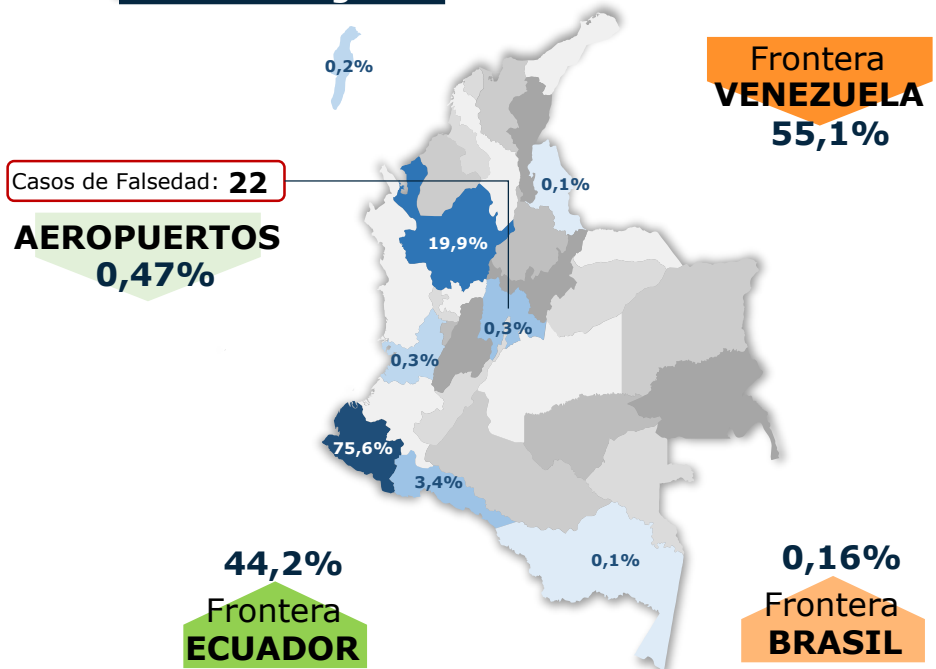 0,2%
Frontera
VENEZUELA
55,1%
Casos de Falsedad: 22
0,1%
AEROPUERTOS
0,47%
19,9%
0,3%
0,3%
75,6%
3,4%
0,1%
44,2%
Frontera
ECUADOR
0,16%
Frontera
BRASIL